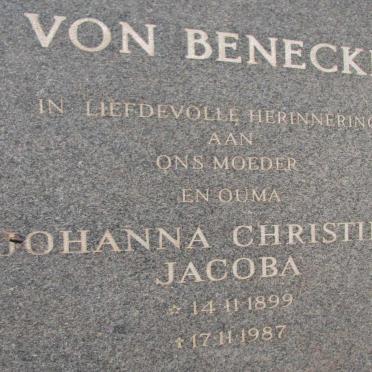 VON BENECK
IN LIEFDEVOLLE HERINNERING
AAN
ONS MOEDER
EN OUMA
JOHANNA CHRISTI
JACOBA
☆ 14·11·1899
✝ 17·11·1987